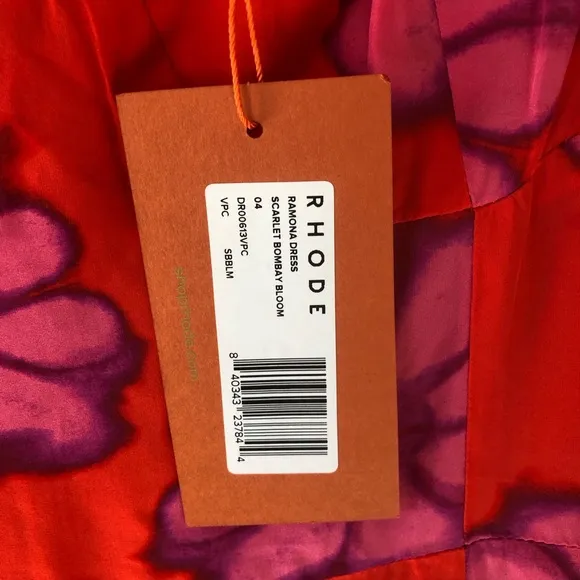 RHODE
RAMONA DRESS
SCARLET BOMBAY BLOOM
04
DR00613VPC
VPC SBBLM
8 40343 23784 4